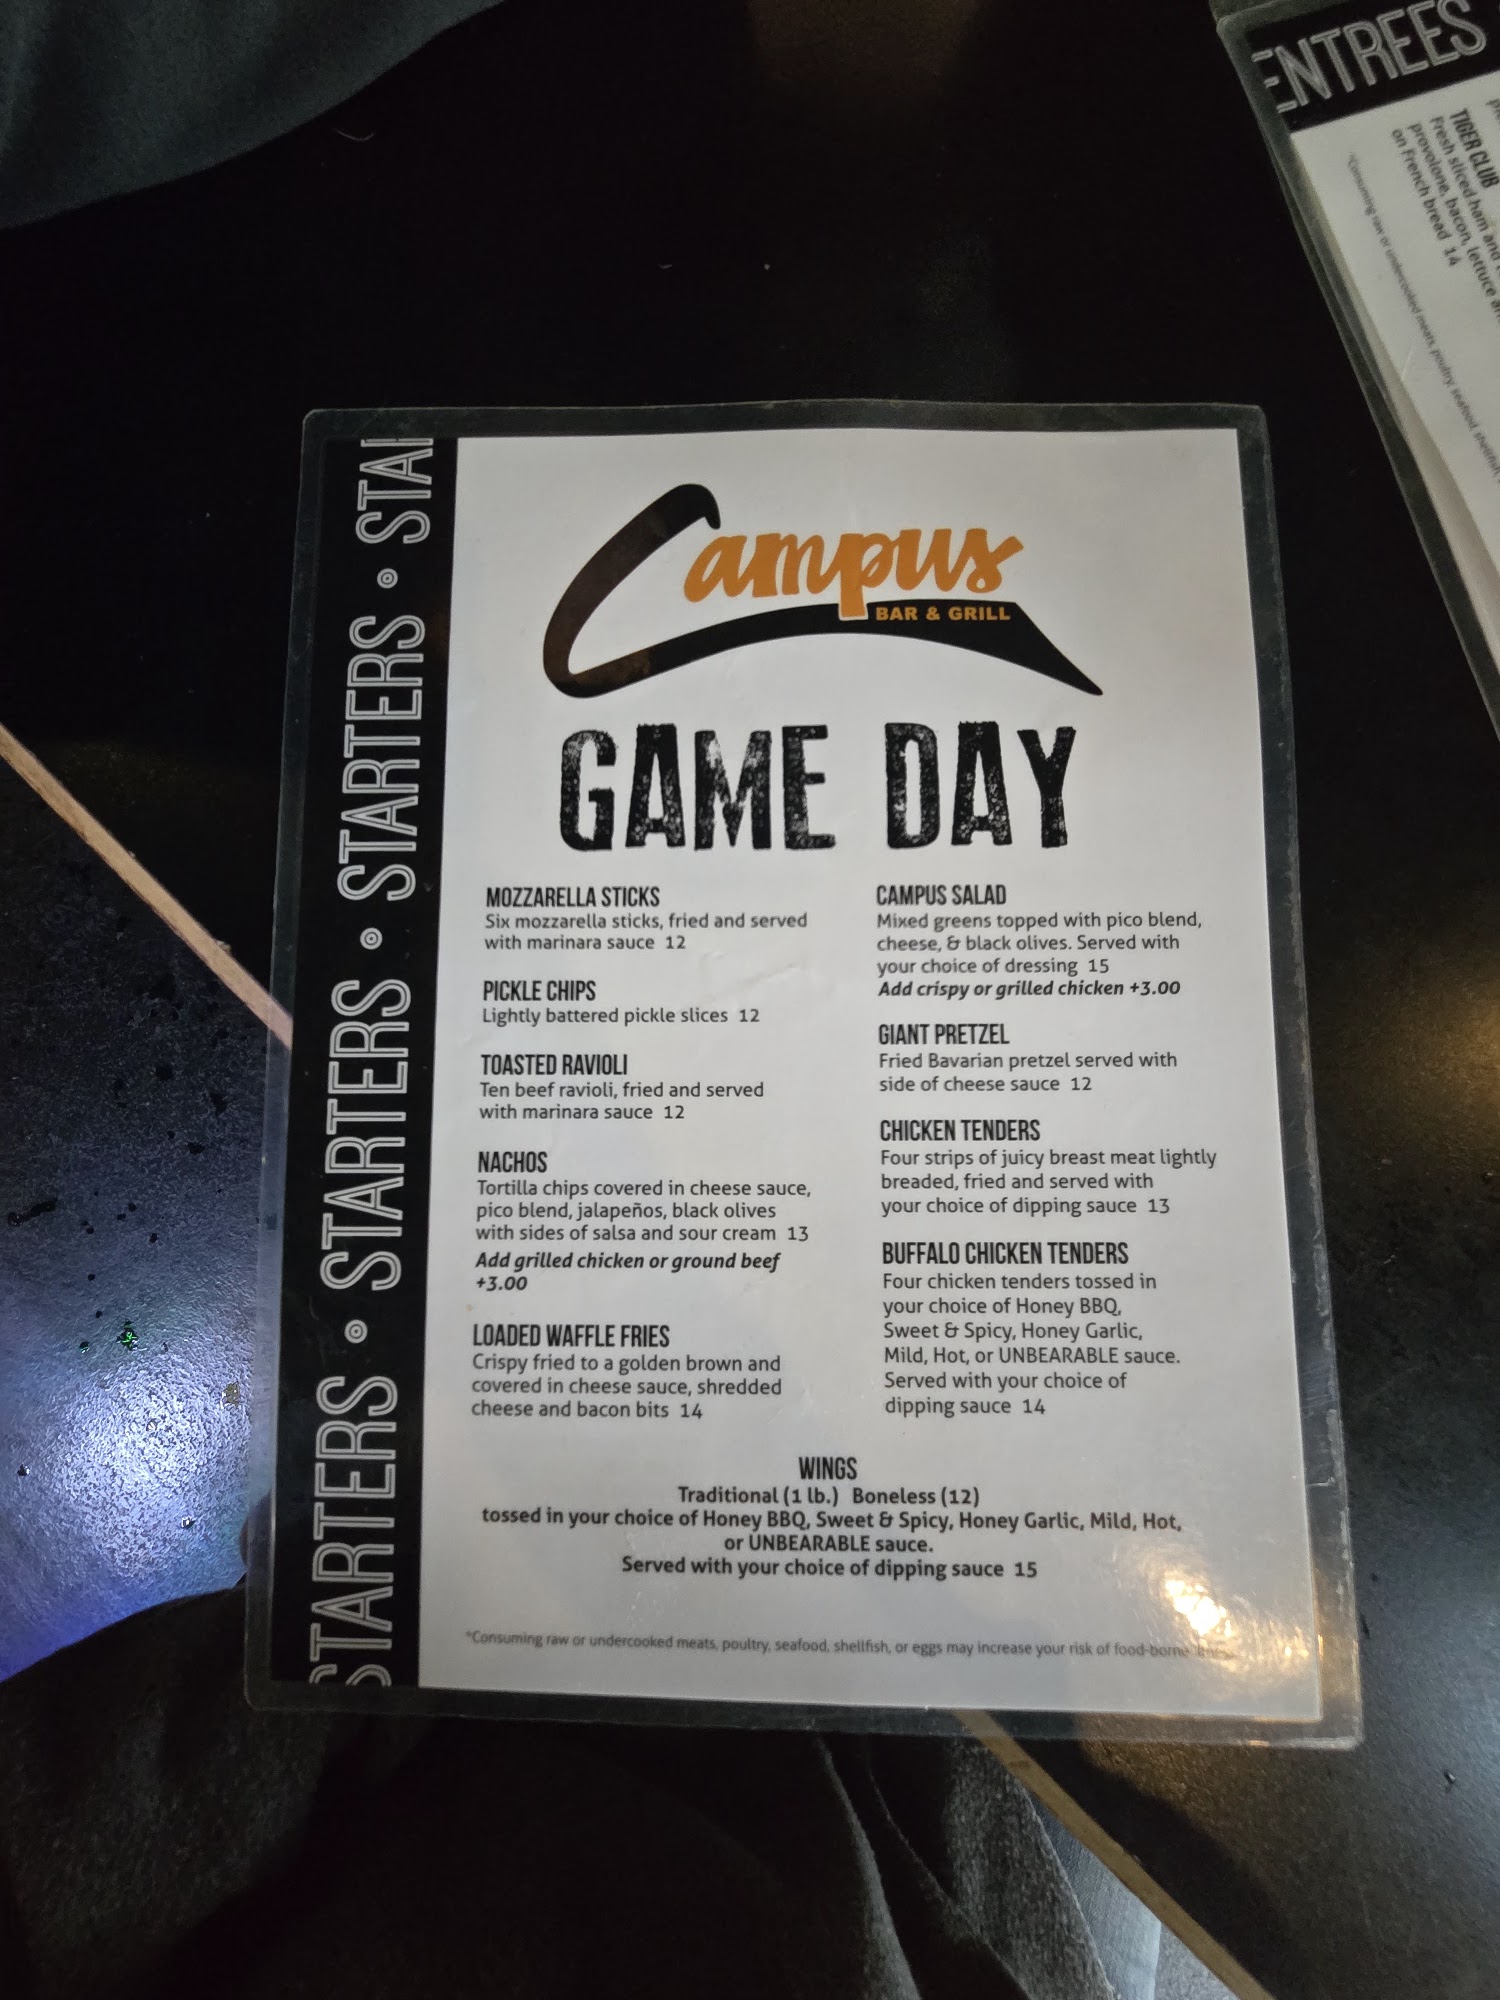 ENTREES
TIGER CLUB
Fresh sliced ham and
provolone, bacon, lettuce
on French bread 14
*Consuming raw or undercooked meats, poultry, seafood,
STARTERS
STARTERS
STARTERS
STARTERS
Campus
BAR & GRILL
GAME DAY
MOZZARELLA STICKS
Six mozzarella sticks, fried and served
with marinara sauce 12
PICKLE CHIPS
Lightly battered pickle slices 12
TOASTED RAVIOLI
Ten beef ravioli, fried and served
with marinara sauce 12
NACHOS
Tortilla chips covered in cheese sauce,
pico blend, jalapeños, black olives
with sides of salsa and sour cream 13
Add grilled chicken or ground beef
+3.00
LOADED WAFFLE FRIES
Crispy fried to a golden brown and
covered in cheese sauce, shredded
cheese and bacon bits 14
CAMPUS SALAD
Mixed greens topped with pico blend,
cheese, & black olives. Served with
your choice of dressing 15
Add crispy or grilled chicken +3.00
GIANT PRETZEL
Fried Bavarian pretzel served with
side of cheese sauce 12
CHICKEN TENDERS
Four strips of juicy breast meat lightly
breaded, fried and served with
your choice of dipping sauce 13
BUFFALO CHICKEN TENDERS
Four chicken tenders tossed in
your choice of Honey BBQ,
Sweet & Spicy, Honey Garlic,
Mild, Hot, or UNBEARABLE sauce.
Served with your choice of
dipping sauce 14
WINGS
Traditional (1 lb.) Boneless (12)
tossed in your choice of Honey BBQ, Sweet & Spicy, Honey Garlic, Mild, Hot,
or UNBEARABLE sauce.
Served with your choice of dipping sauce 15
*Consuming raw or undercooked meats, poultry, seafood, shellfish, or eggs may increase your risk of food-borne